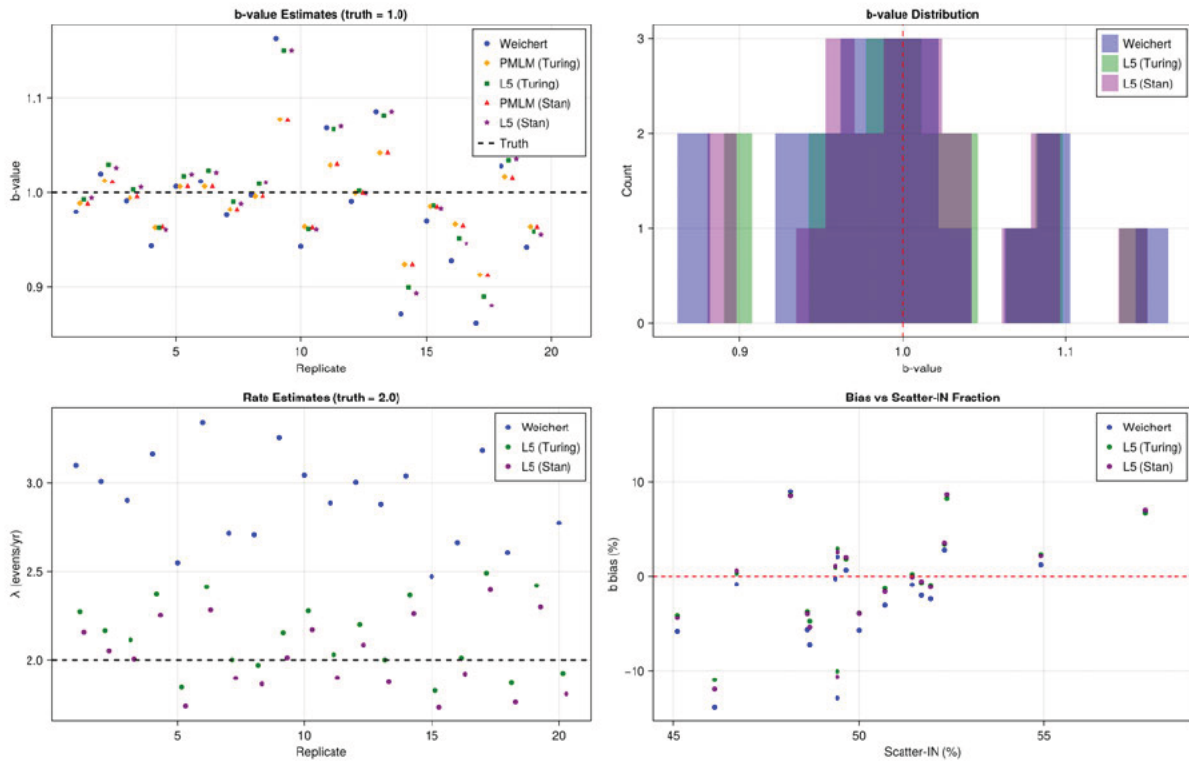 b-value Estimates (truth = 1.0)
b-value
1.1
1.0
0.9
5
10
15
20
Replicate
Weichert
PMLM (Turing)
L5 (Turing)
PMLM (Stan)
L5 (Stan)
Truth
b-value Distribution
Count
3
2
1
0
0.9
1.0
1.1
b-value
Weichert
L5 (Turing)
L5 (Stan)
Rate Estimates (truth = 2.0)
λ (events/yr)
3.0
2.5
2.0
5
10
15
20
Replicate
Weichert
L5 (Turing)
L5 (Stan)
Bias vs Scatter-IN Fraction
b bias (%)
10
0
−10
45
50
55
Scatter-IN (%)
Weichert
L5 (Turing)
L5 (Stan)